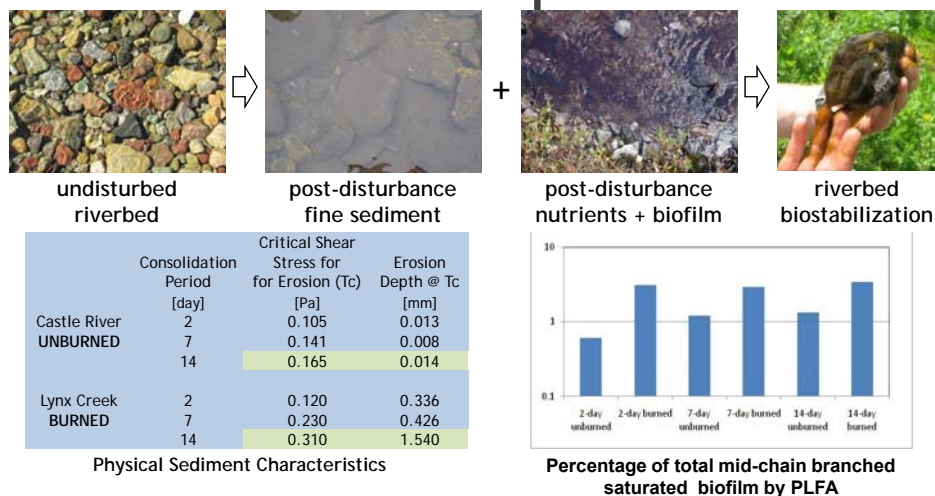 +
undisturbed
riverbed
post-disturbance
fine sediment
post-disturbance
nutrients + biofilm
riverbed
biostabilization
Critical Shear
Consolidation Stress for Erosion
Period for Erosion (Tc) Depth @ Tc
[day] [Pa] [mm]
Castle River 2 0.105 0.013
UNBURNED 7 0.141 0.008
14 0.165 0.014
Lynx Creek 2 0.120 0.336
BURNED 7 0.230 0.426
14 0.310 1.540
Physical Sediment Characteristics
10
1
0.1
2-day unburned
2-day burned
7-day unburned
7-day burned
14-day unburned
14-day burned
Percentage of total mid-chain branched
saturated biofilm by PLFA